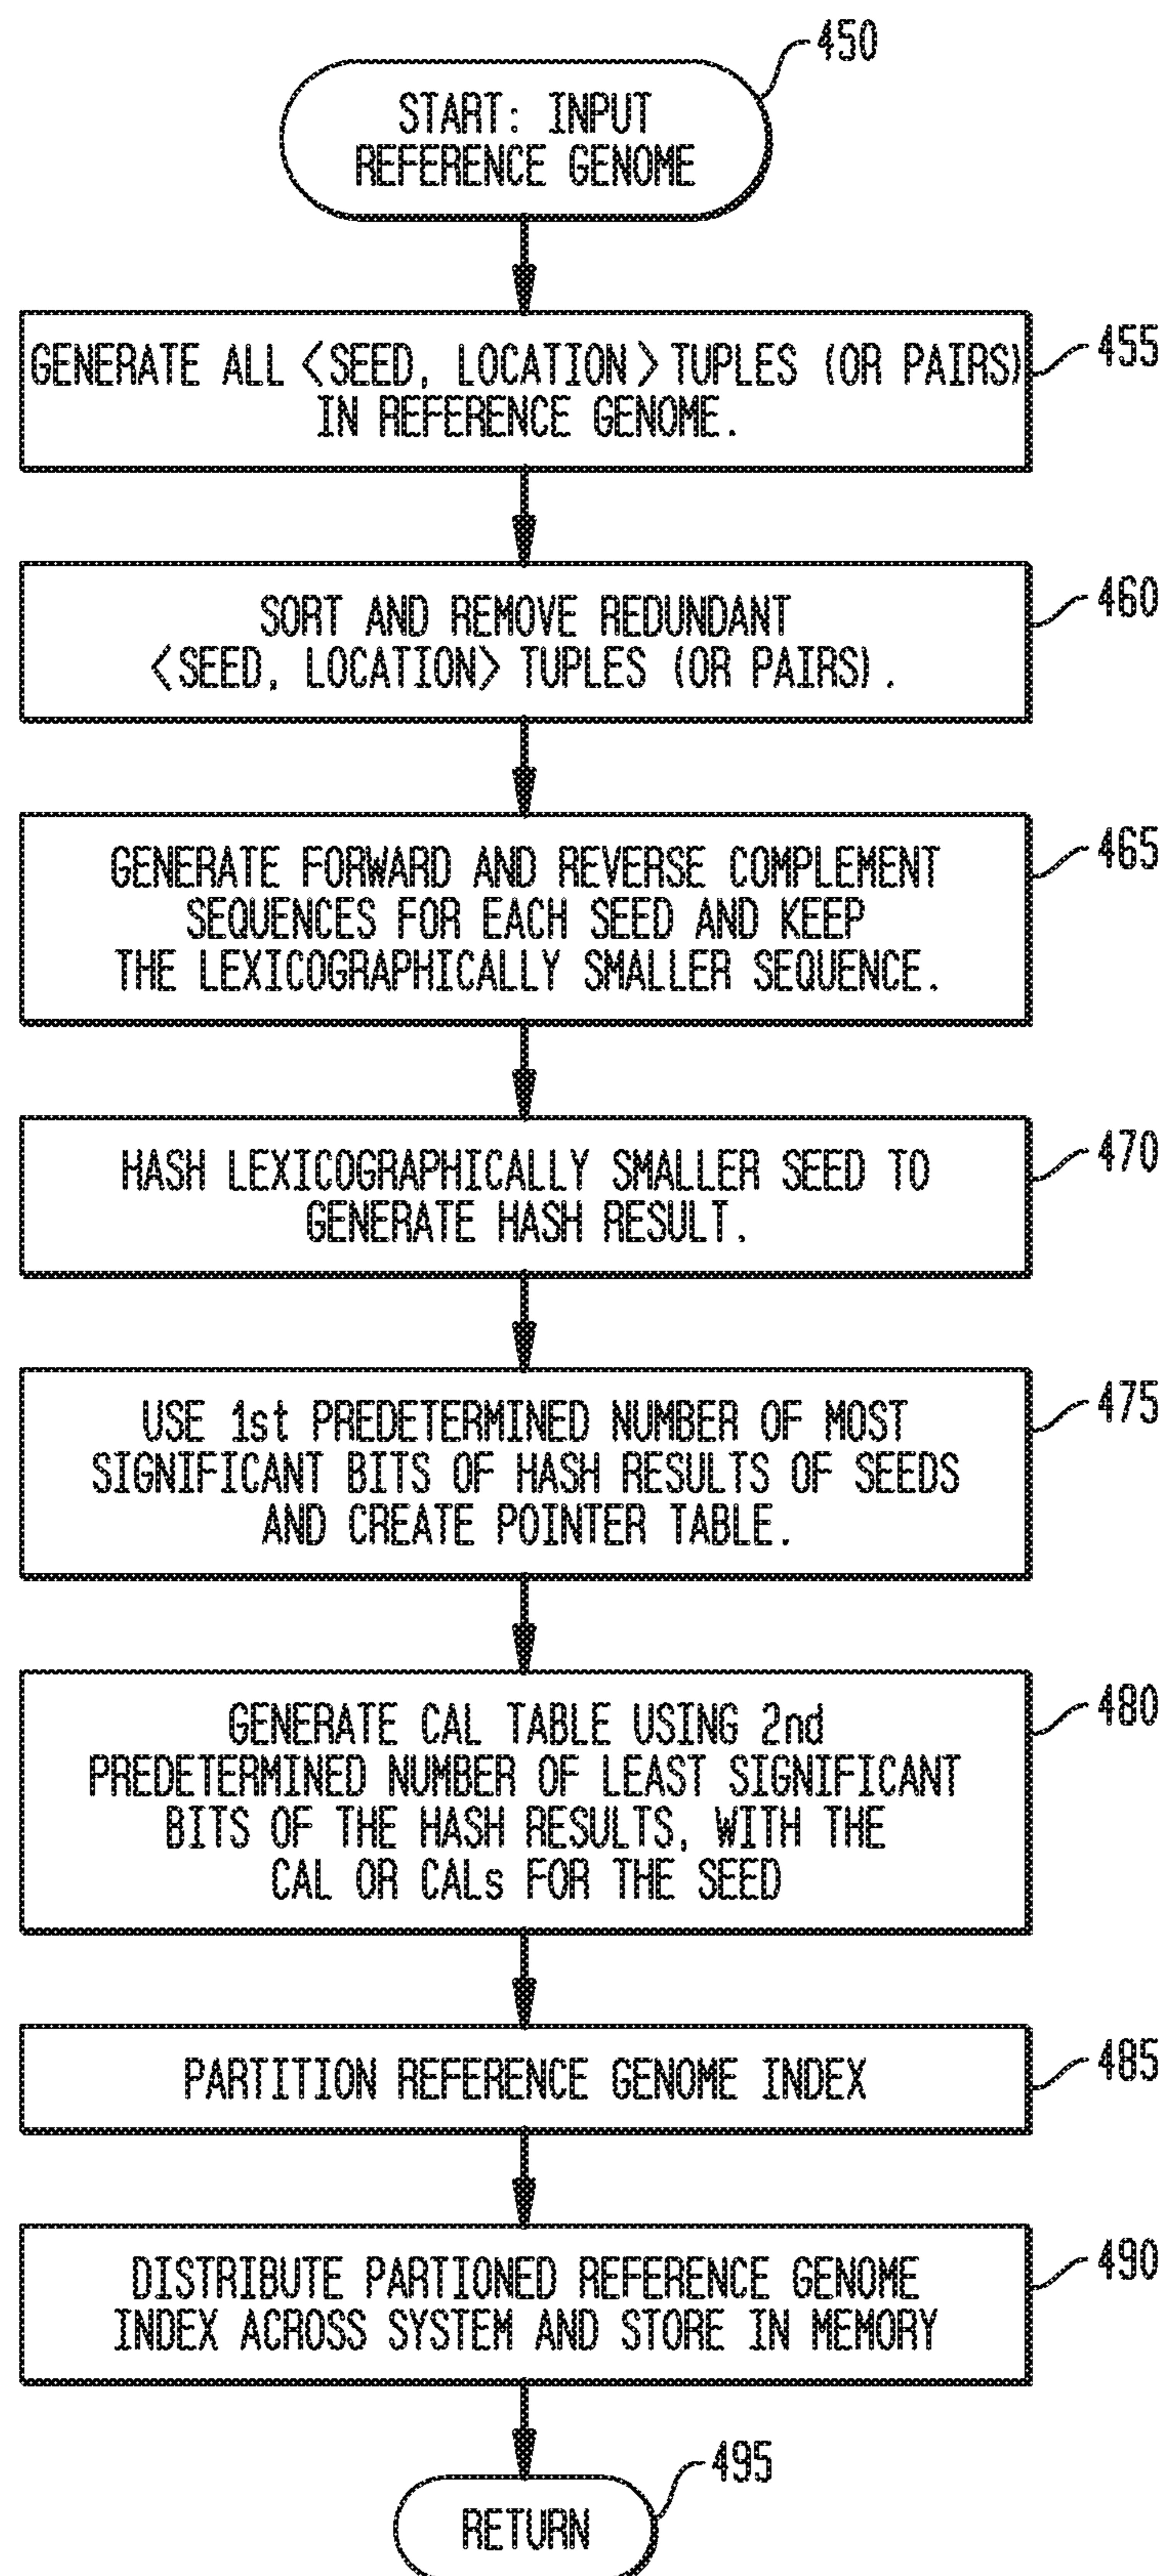 450
START: INPUT
REFERENCE GENOME
455
GENERATE ALL <SEED, LOCATION> TUPLES (OR PAIRS)
IN REFERENCE GENOME.
460
SORT AND REMOVE REDUNDANT
<SEED, LOCATION> TUPLES (OR PAIRS).
465
GENERATE FORWARD AND REVERSE COMPLEMENT
SEQUENCES FOR EACH SEED AND KEEP
THE LEXICOGRAPHICALLY SMALLER SEQUENCE.
470
HASH LEXICOGRAPHICALLY SMALLER SEED TO
GENERATE HASH RESULT.
475
USE 1st PREDETERMINED NUMBER OF MOST
SIGNIFICANT BITS OF HASH RESULTS OF SEEDS
AND CREATE POINTER TABLE.
480
GENERATE CAL TABLE USING 2nd
PREDETERMINED NUMBER OF LEAST SIGNIFICANT
BITS OF THE HASH RESULTS, WITH THE
CAL OR CALs FOR THE SEED
485
PARTITION REFERENCE GENOME INDEX
490
DISTRIBUTE PARTIONED REFERENCE GENOME
INDEX ACROSS SYSTEM AND STORE IN MEMORY
495
RETURN